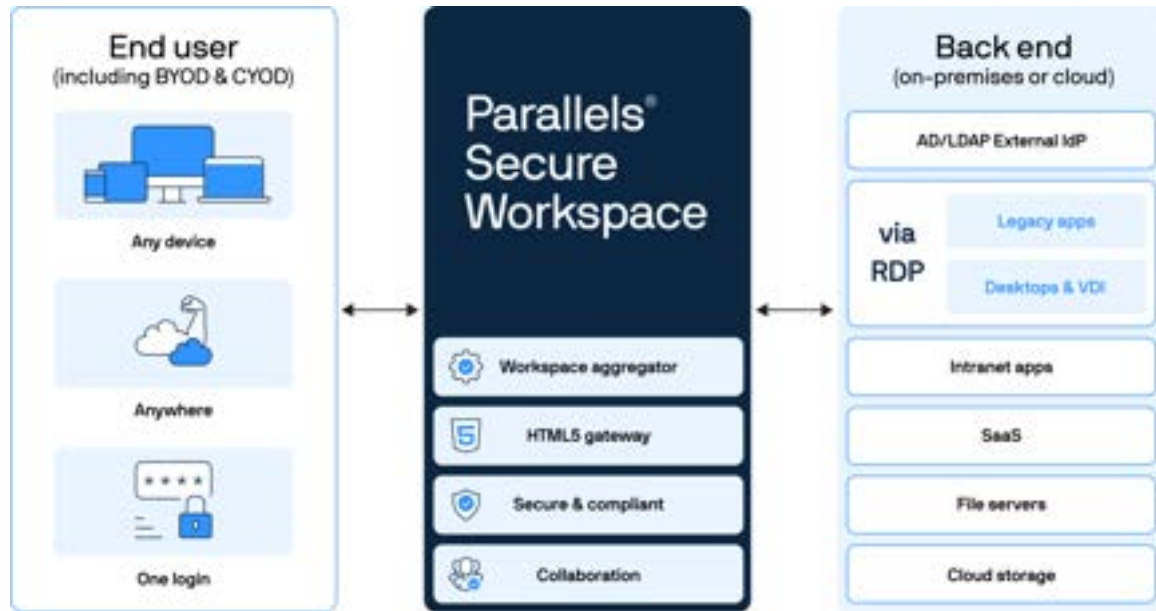 End user
(including BYOD & CYOD)
Any device
Anywhere
* * * *
One login
Parallels®
Secure
Workspace
Workspace aggregator
5
HTML5 gateway
Secure & compliant
Collaboration
Back end
(on-premises or cloud)
AD/LDAP External IdP
via
RDP
Legacy apps
Desktops & VDI
Intranet apps
SaaS
File servers
Cloud storage